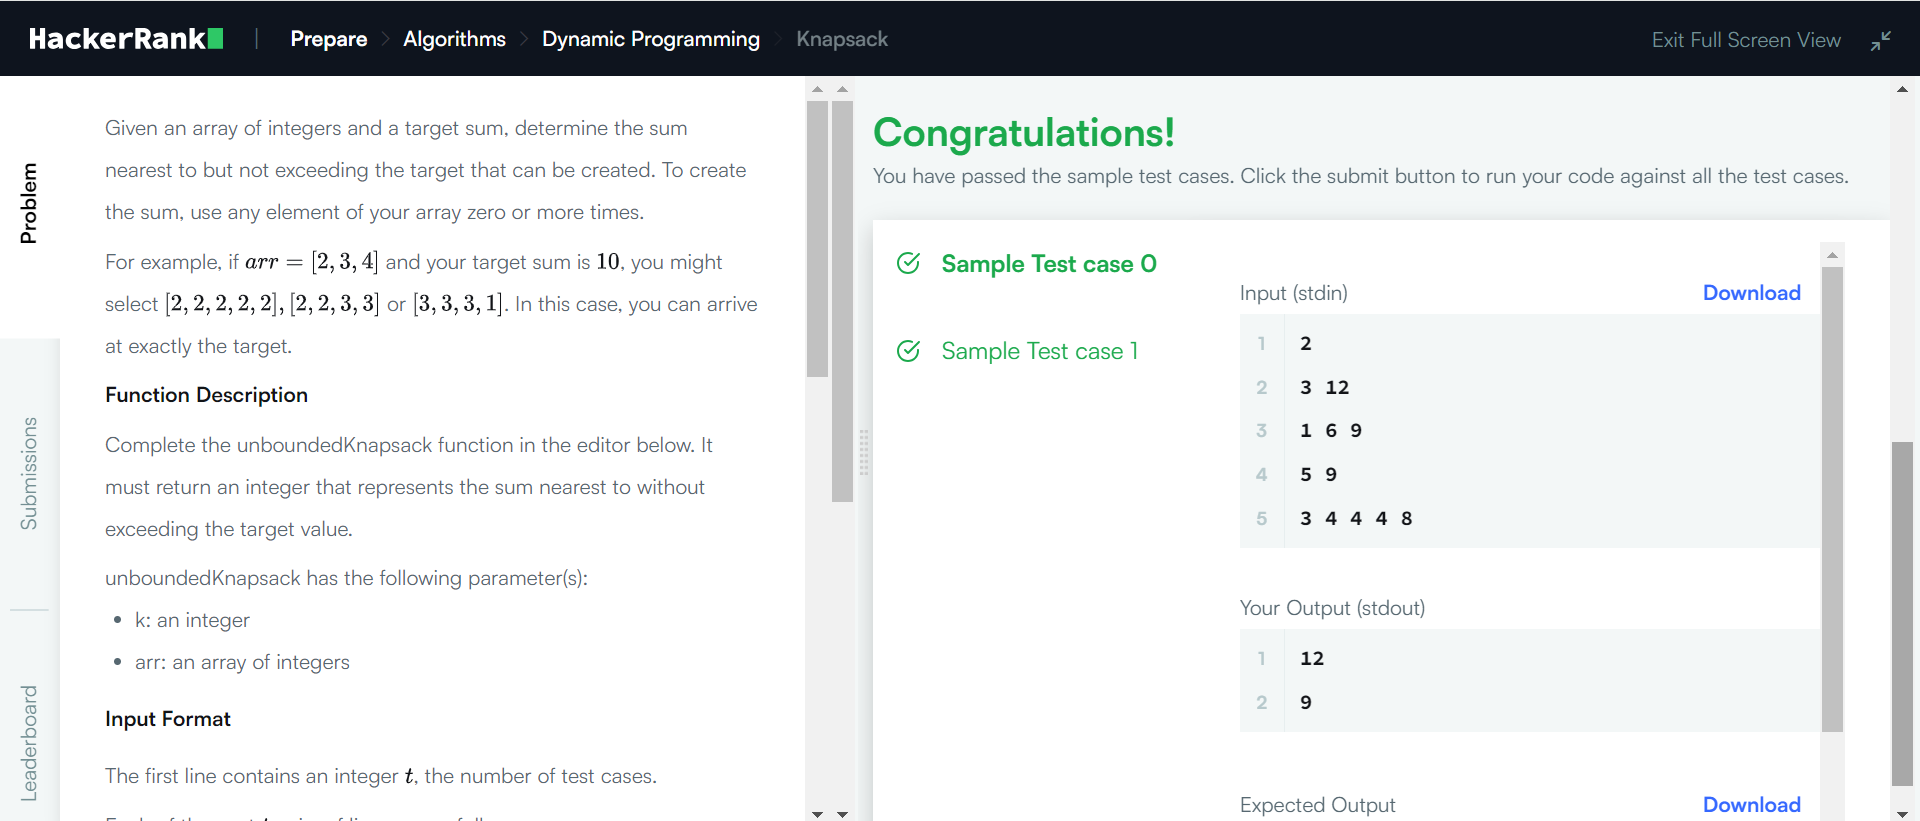 HackerRank | Prepare > Algorithms > Dynamic Programming > Knapsack Exit Full Screen View
Problem
Submissions
Leaderboard
Given an array of integers and a target sum, determine the sum
nearest to but not exceeding the target that can be created. To create
the sum, use any element of your array zero or more times.
For example, if arr = [2, 3, 4] and your target sum is 10, you might
select [2, 2, 2, 2, 2], [2, 2, 3, 3] or [3, 3, 3, 1]. In this case, you can arrive
at exactly the target.
Function Description
Complete the unboundedKnapsack function in the editor below. It
must return an integer that represents the sum nearest to without
exceeding the target value.
unboundedKnapsack has the following parameter(s):
• k: an integer
• arr: an array of integers
Input Format
The first line contains an integer t, the number of test cases.
Congratulations!
You have passed the sample test cases. Click the submit button to run your code against all the test cases.
Sample Test case 0
Sample Test case 1
Input (stdin) Download
1 2
2 3 12
3 1 6 9
4 5 9
5 3 4 4 4 8
Your Output (stdout)
1 12
2 9
Expected Output Download